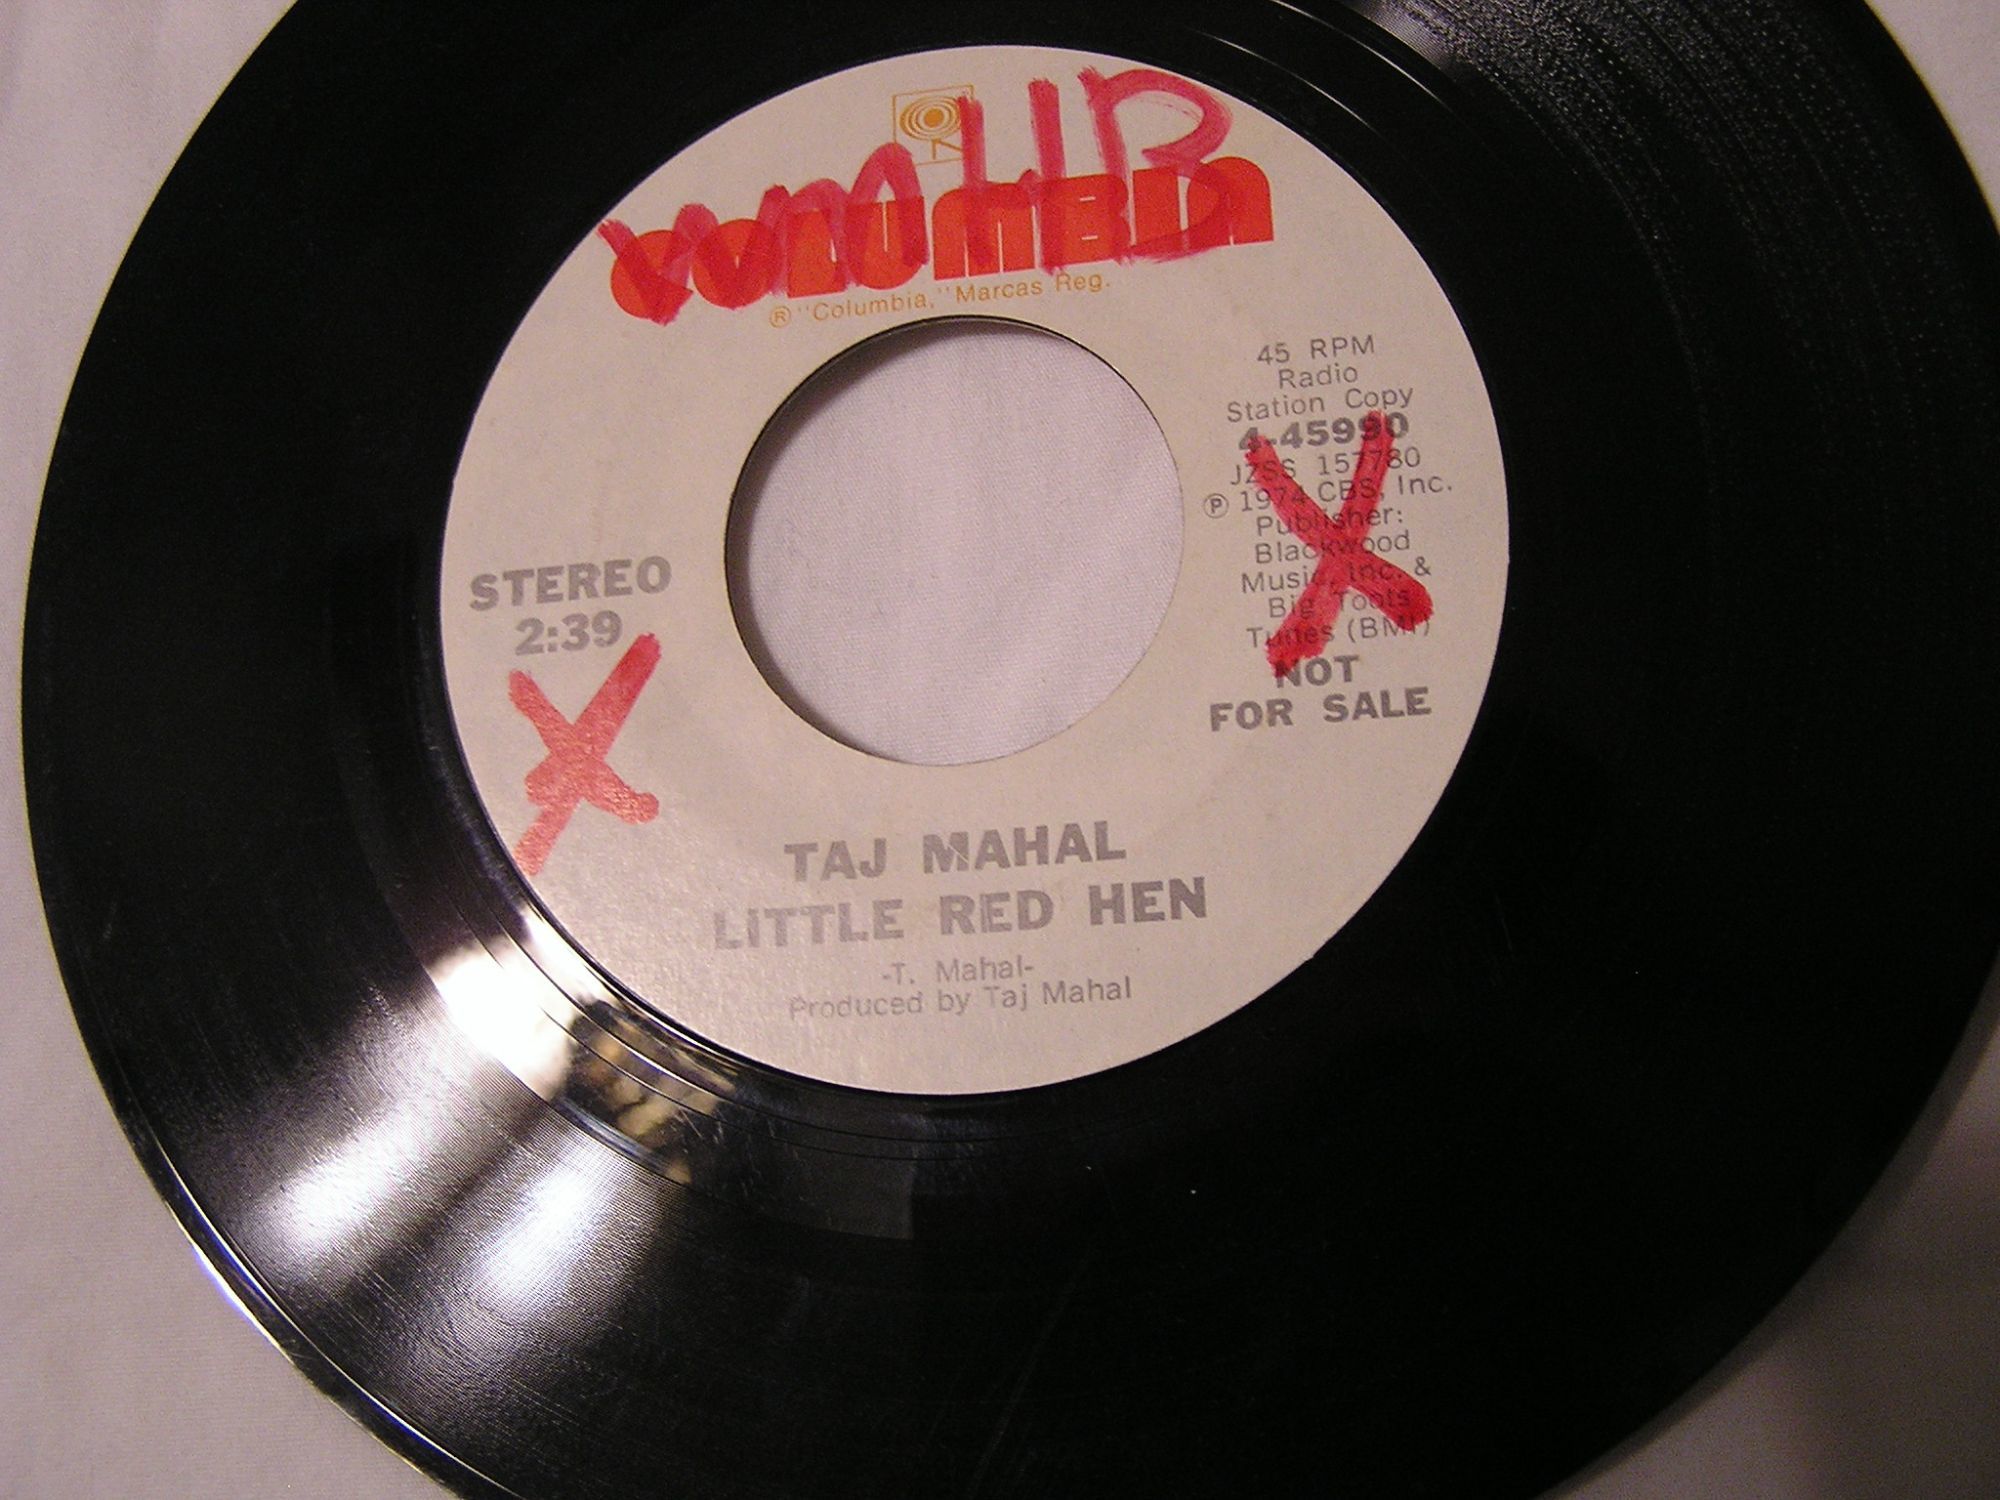 COLUMBIA
® "Columbia," Marcas Reg.
45 RPM
Radio
Station Copy
4-45990
JZSS 157780
Ⓟ 1974 CBS, Inc.
Publisher:
Blackwood
Music, Inc. &
Big Toots
Tunes (BMI)
NOT
FOR SALE
STEREO
2:39
X
X
TAJ MAHAL
LITTLE RED HEN
-T. Mahal-
Produced by Taj Mahal